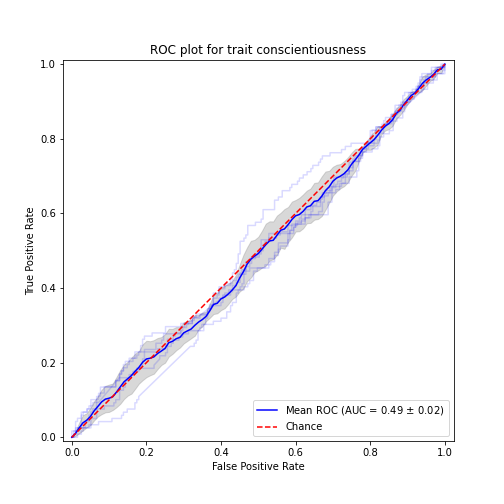 ROC plot for trait conscientiousness
1.0
0.8
0.6
0.4
0.2
0.0
True Positive Rate
Mean ROC (AUC = 0.49 ± 0.02)
Chance
0.0 0.2 0.4 0.6 0.8 1.0
False Positive Rate